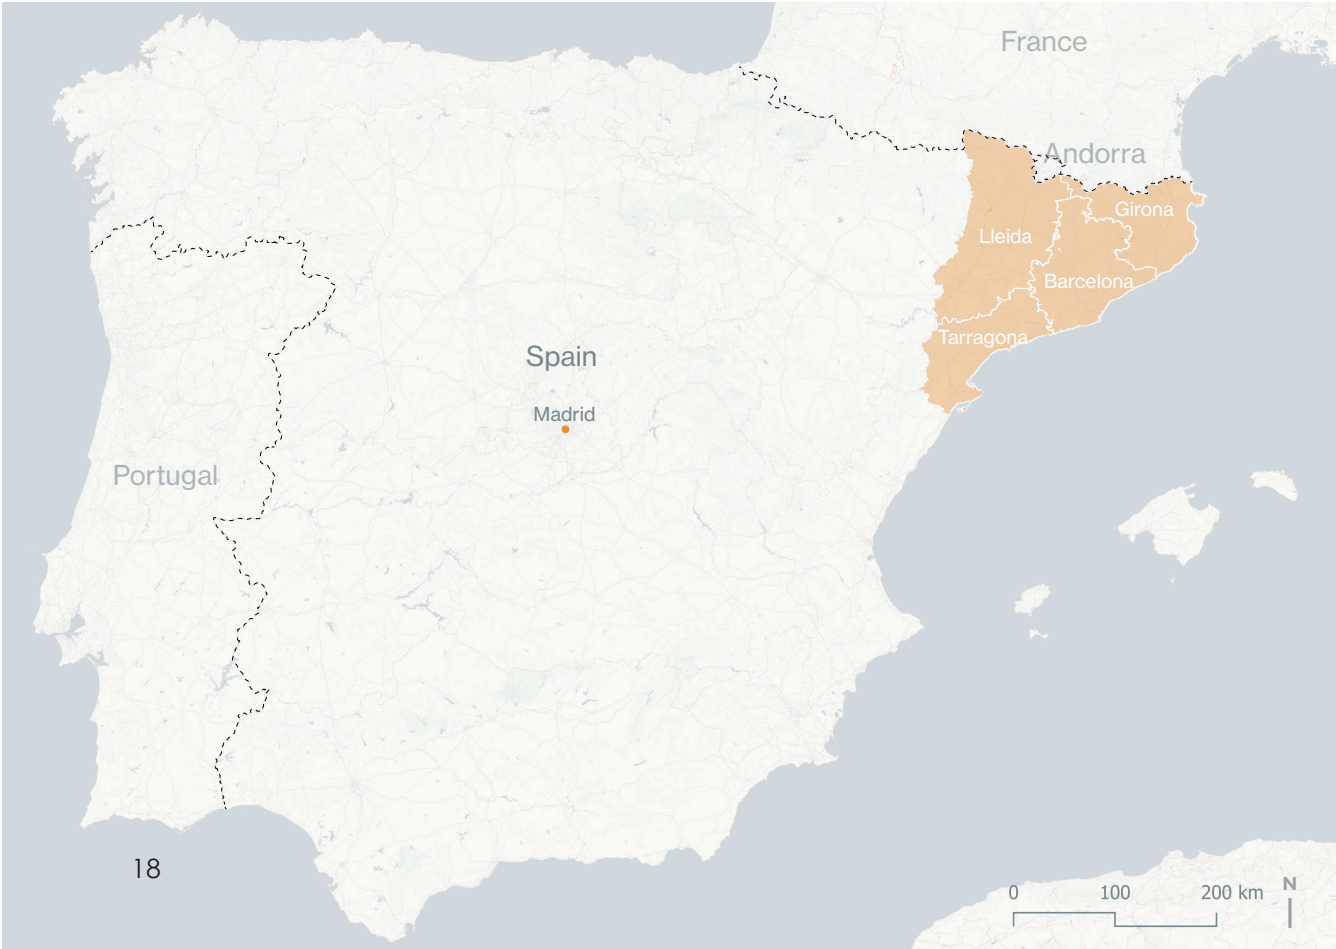 France
Andorra
Girona
Lleida
Barcelona
Tarragona
Spain
Madrid
Portugal
18
0 100 200 km
N